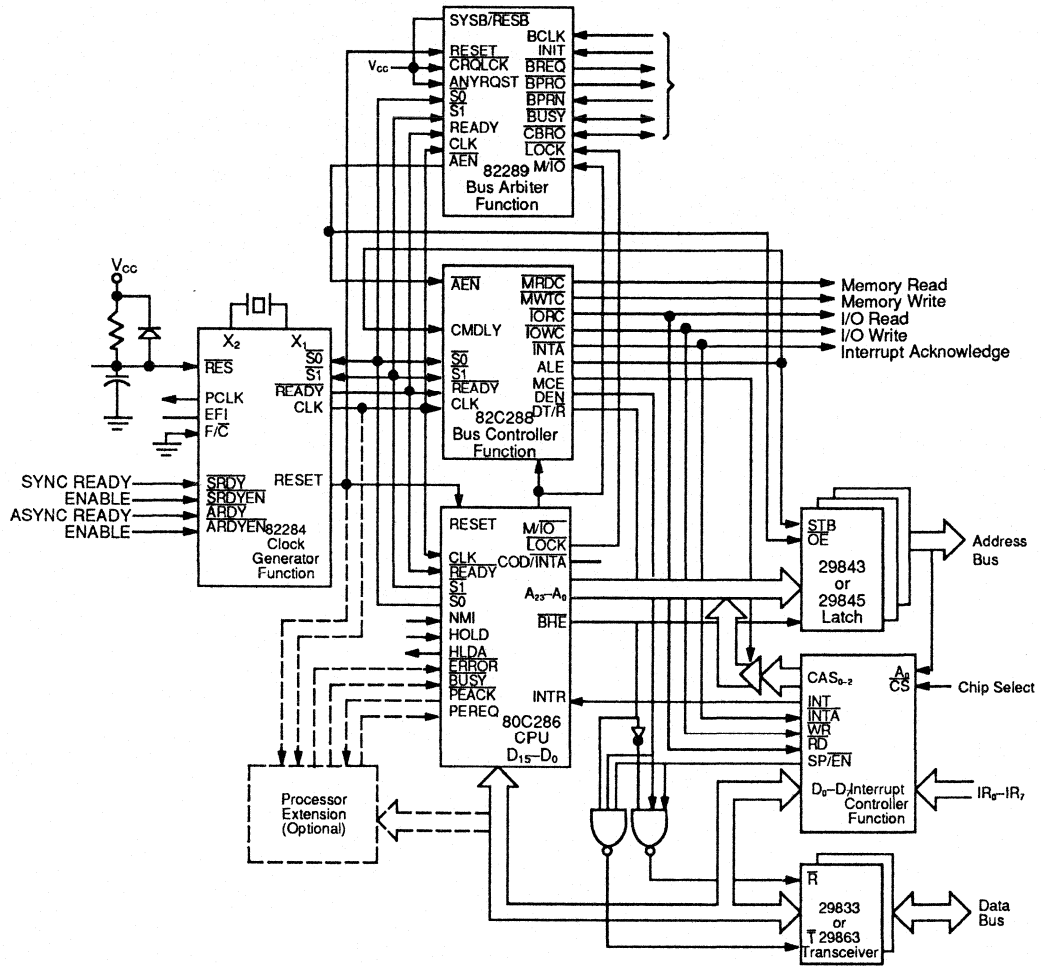 SYSB/RESB
BCLK
RESET
INIT
VCC
CRQLCK
BREQ
ANYRQST
BPRO
S0
BPRN
S1
BUSY
READY
CBRO
CLK
LOCK
AEN
M/IO
82289
Bus Arbiter
Function
VCC
AEN
MRDC
Memory Read
MWTC
Memory Write
IORC
I/O Read
CMDLY
IOWC
I/O Write
INTA
Interrupt Acknowledge
X2
X1
S0
S0
ALE
RES
S1
S1
MCE
READY
READY
DEN
PCLK
CLK
CLK
DT/R
EFI
82C288
F/C
Bus Controller
Function
SYNC READY
SRDY
RESET
ENABLE
SRDYEN
ASYNC READY
ARDY
ENABLE
ARDYEN
82284
Clock
Generator
Function
RESET
M/IO
LOCK
CLK
COD/INTA
READY
S1
A23–A0
S0
NMI
BHE
HOLD
HLDA
ERROR
BUSY
PEACK
INTR
PEREQ
80C286
CPU
D15–D0
STB
OE
29843
or
29845
Latch
Address
Bus
CAS0-2
A0
CS
Chip Select
INT
INTA
WR
RD
SP/EN
D0–D7
Interrupt
Controller
Function
IR0–IR7
Processor
Extension
(Optional)
R
29833
or
T
29863
Transceiver
Data
Bus